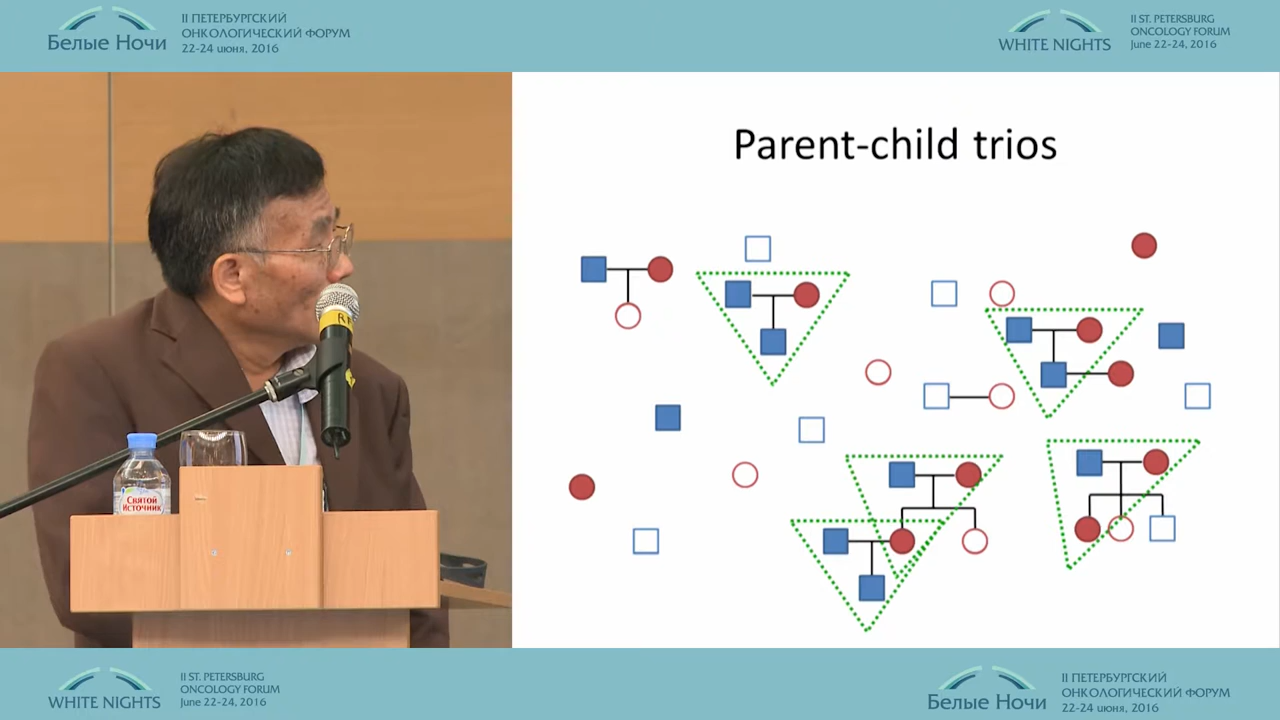 II ПЕТЕРБУРГСКИЙ
ОНКОЛОГИЧЕСКИЙ ФОРУМ
Белые Ночи
22-24 июня, 2016
II ST. PETERSBURG
ONCOLOGY FORUM
WHITE NIGHTS
June 22-24, 2016
Parent-child trios
СВЯТОЙ
ИСТОЧНИК
II ST. PETERSBURG
ONCOLOGY FORUM
WHITE NIGHTS
June 22-24, 2016
II ПЕТЕРБУРГСКИЙ
ОНКОЛОГИЧЕСКИЙ ФОРУМ
Белые Ночи
22-24 июня, 2016